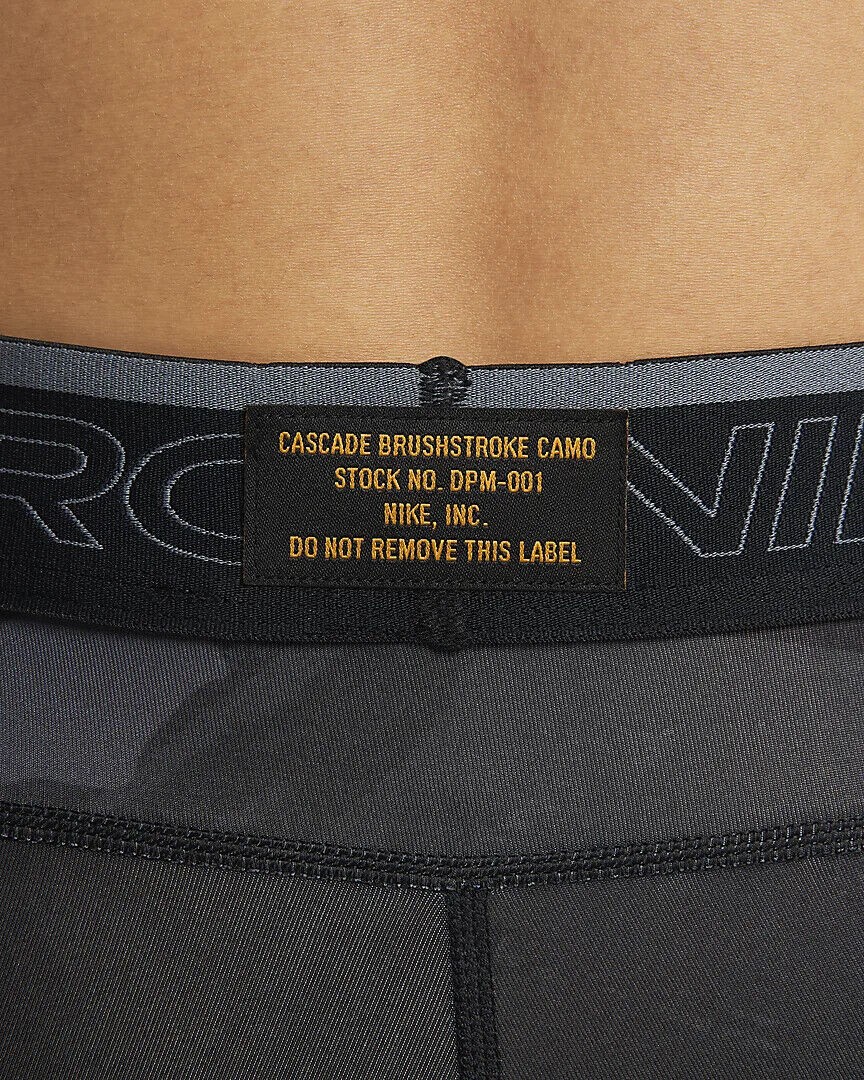 CASCADE BRUSHSTROKE CAMO
STOCK NO. DPM-001
NIKE, INC.
DO NOT REMOVE THIS LABEL